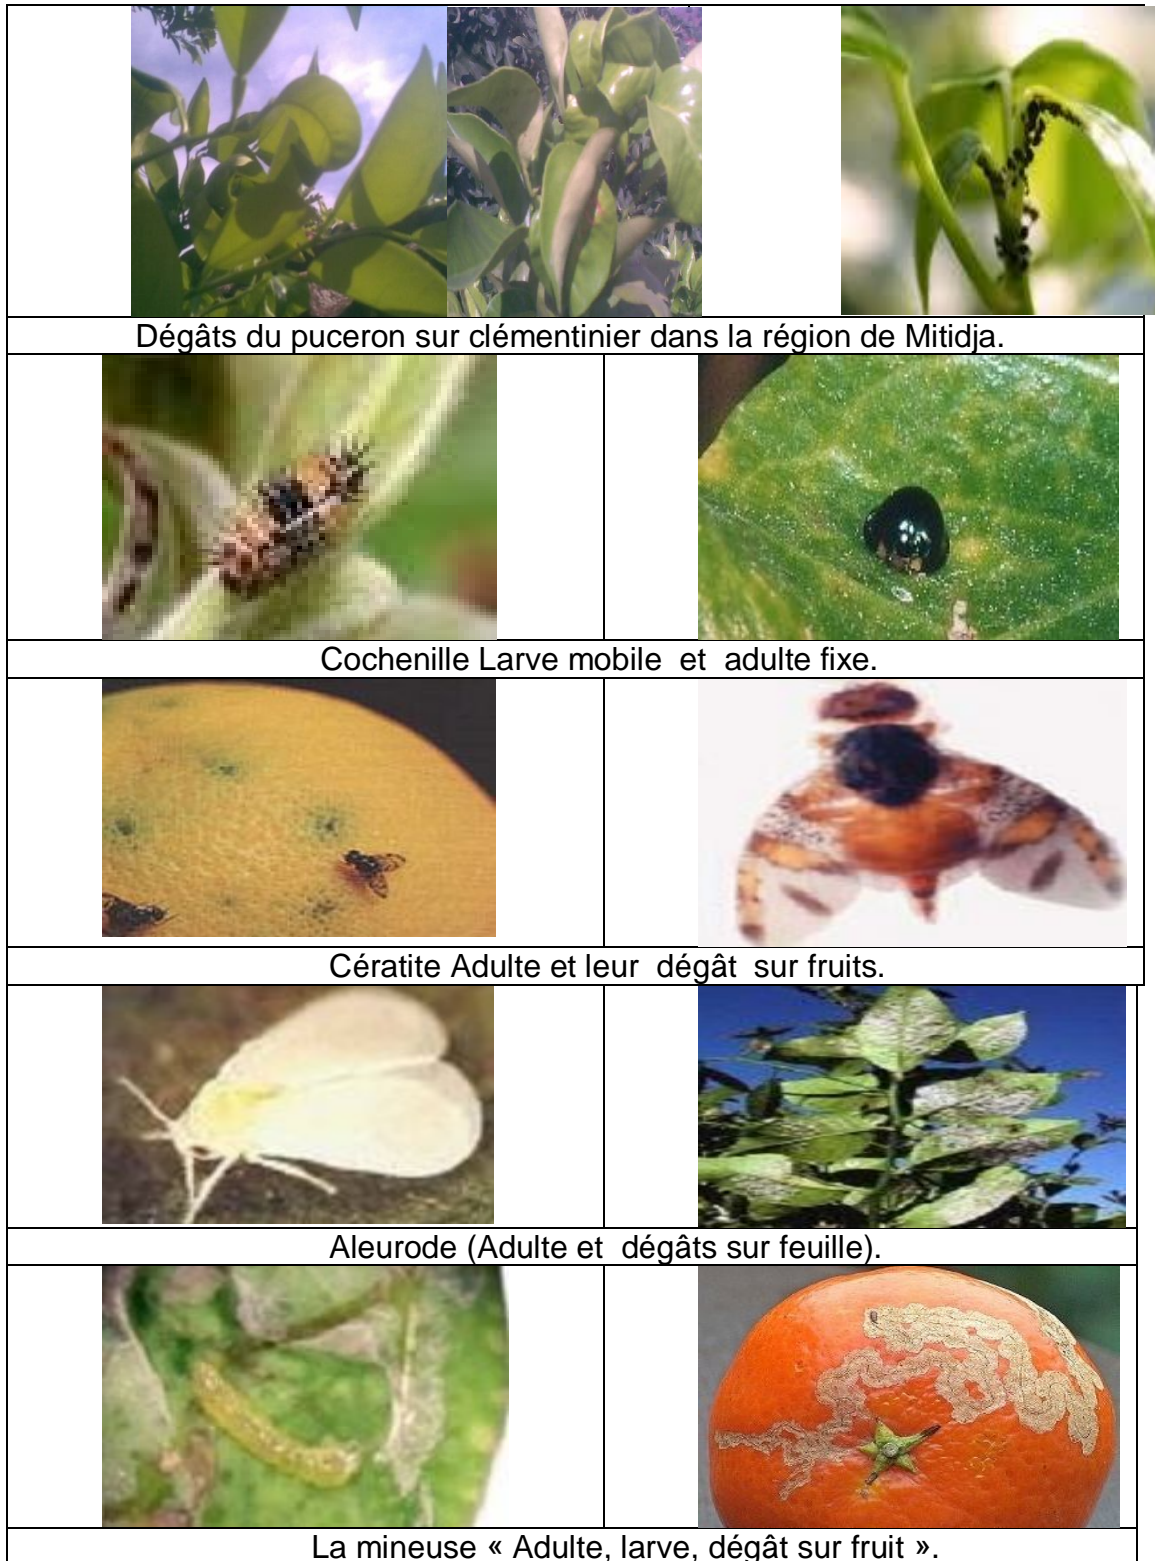 Dégâts du puceron sur clémentinier dans la région de Mitidja.
Cochenille Larve mobile et adulte fixe.
Cératite Adulte et leur dégât sur fruits.
Aleurode (Adulte et dégâts sur feuille).
La mineuse « Adulte, larve, dégât sur fruit ».